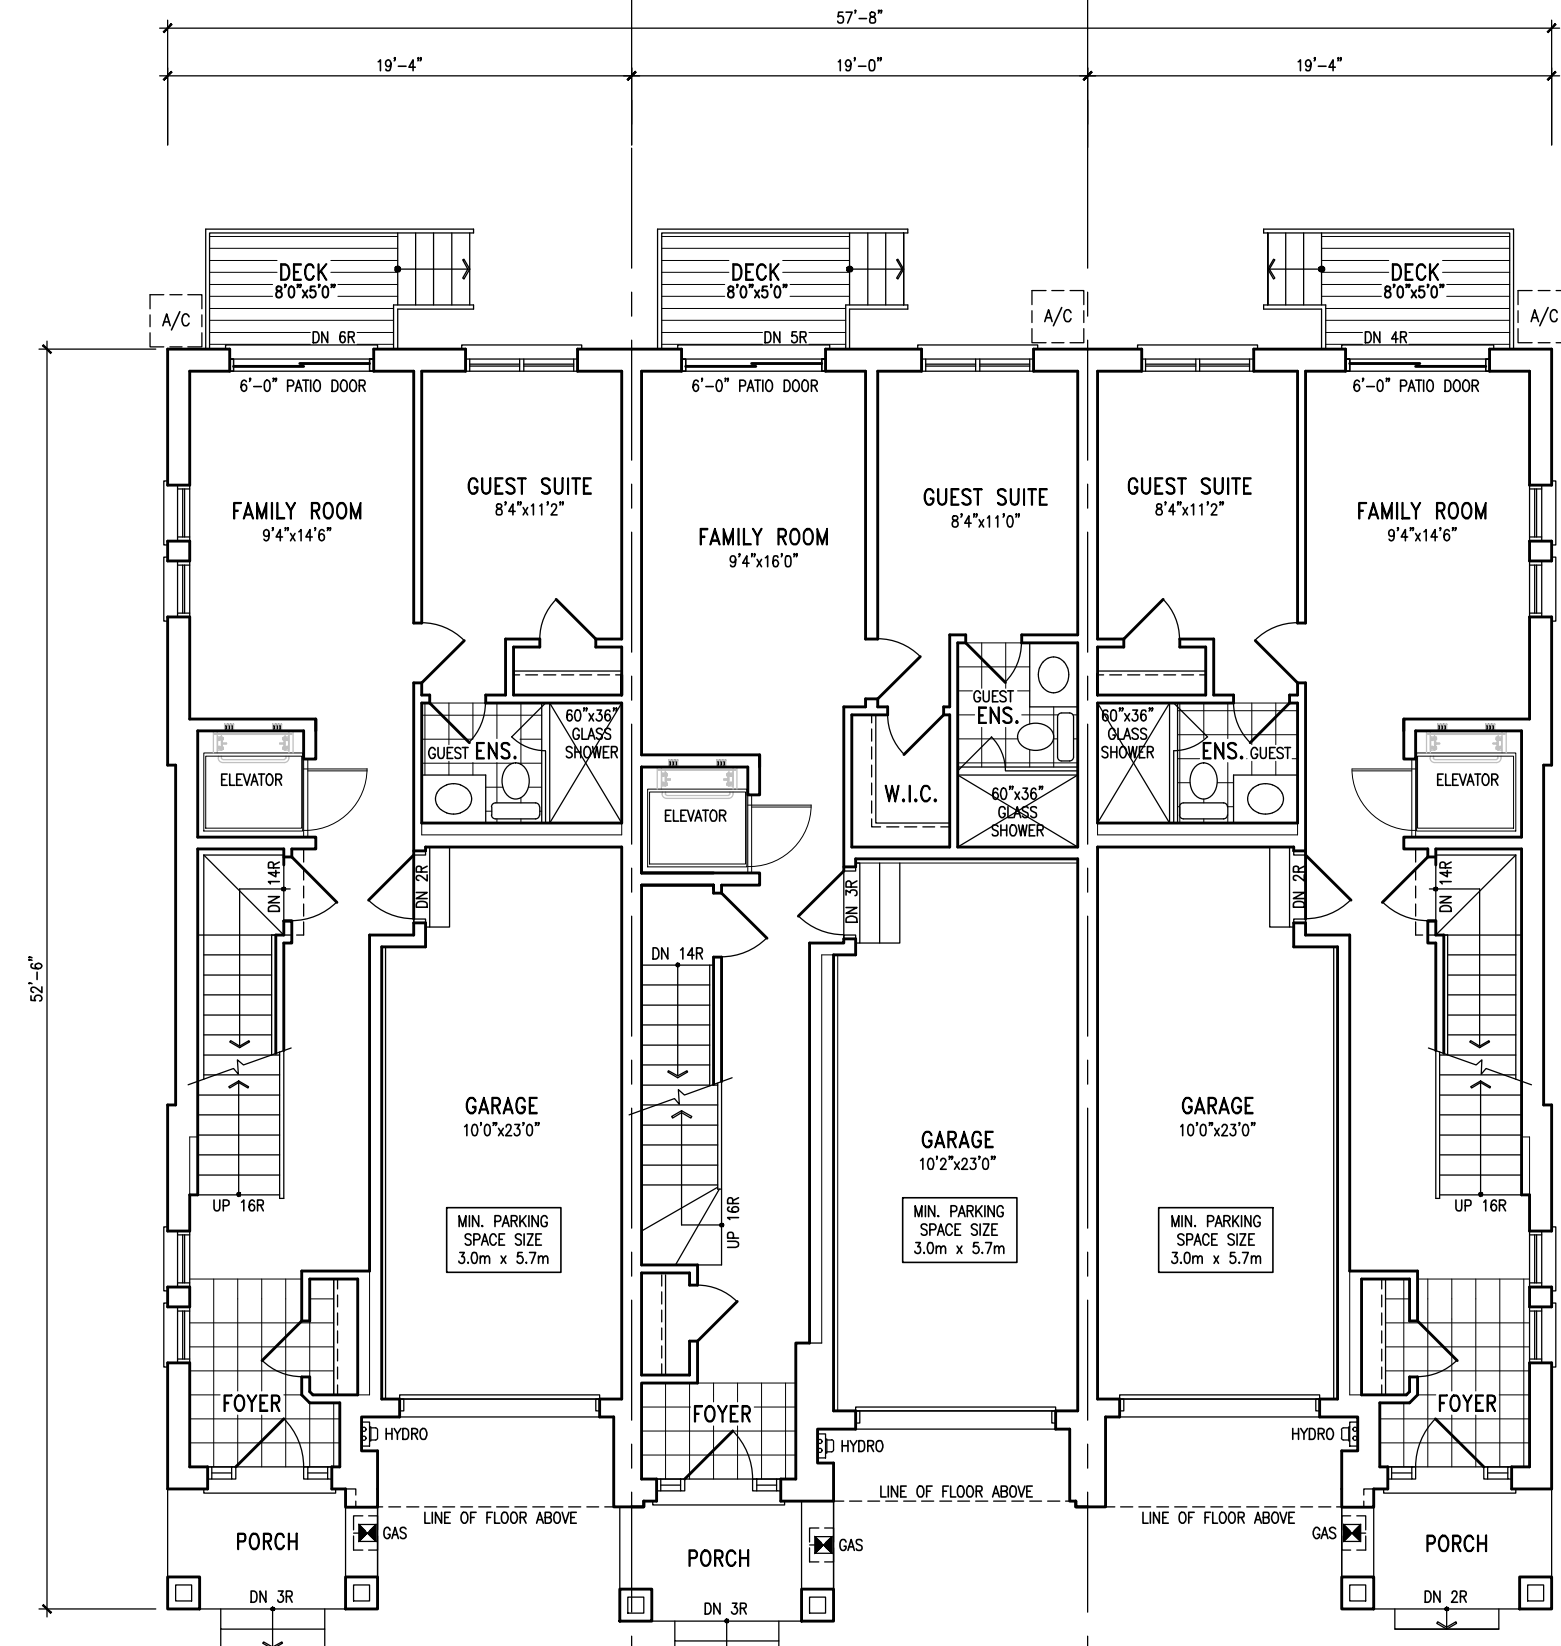 57'-8"
19'-4"
19'-0"
19'-4"
DECK
8'0"x5'0"
DECK
8'0"x5'0"
DECK
8'0"x5'0"
A/C
A/C
A/C
DN 6R
DN 5R
DN 4R
6'-0" PATIO DOOR
6'-0" PATIO DOOR
6'-0" PATIO DOOR
FAMILY ROOM
9'4"x14'6"
GUEST SUITE
8'4"x11'2"
FAMILY ROOM
9'4"x16'0"
GUEST SUITE
8'4"x11'0"
GUEST SUITE
8'4"x11'2"
FAMILY ROOM
9'4"x14'6"
GUEST ENS.
60"x36"
GLASS
SHOWER
GUEST
ENS.
60"x36"
GLASS
SHOWER
ENS. GUEST
ELEVATOR
ELEVATOR
W.I.C.
60"x36"
GLASS
SHOWER
ELEVATOR
DN 14R
DN 2R
DN 14R
DN 3R
DN 2R
DN 14R
52'-6"
GARAGE
10'0"x23'0"
GARAGE
10'2"x23'0"
GARAGE
10'0"x23'0"
UP 16R
UP 16R
UP 16R
MIN. PARKING
SPACE SIZE
3.0m x 5.7m
MIN. PARKING
SPACE SIZE
3.0m x 5.7m
MIN. PARKING
SPACE SIZE
3.0m x 5.7m
FOYER
FOYER
FOYER
HYDRO
HYDRO
HYDRO
LINE OF FLOOR ABOVE
LINE OF FLOOR ABOVE
LINE OF FLOOR ABOVE
PORCH
GAS
PORCH
GAS
GAS
PORCH
DN 3R
DN 3R
DN 2R